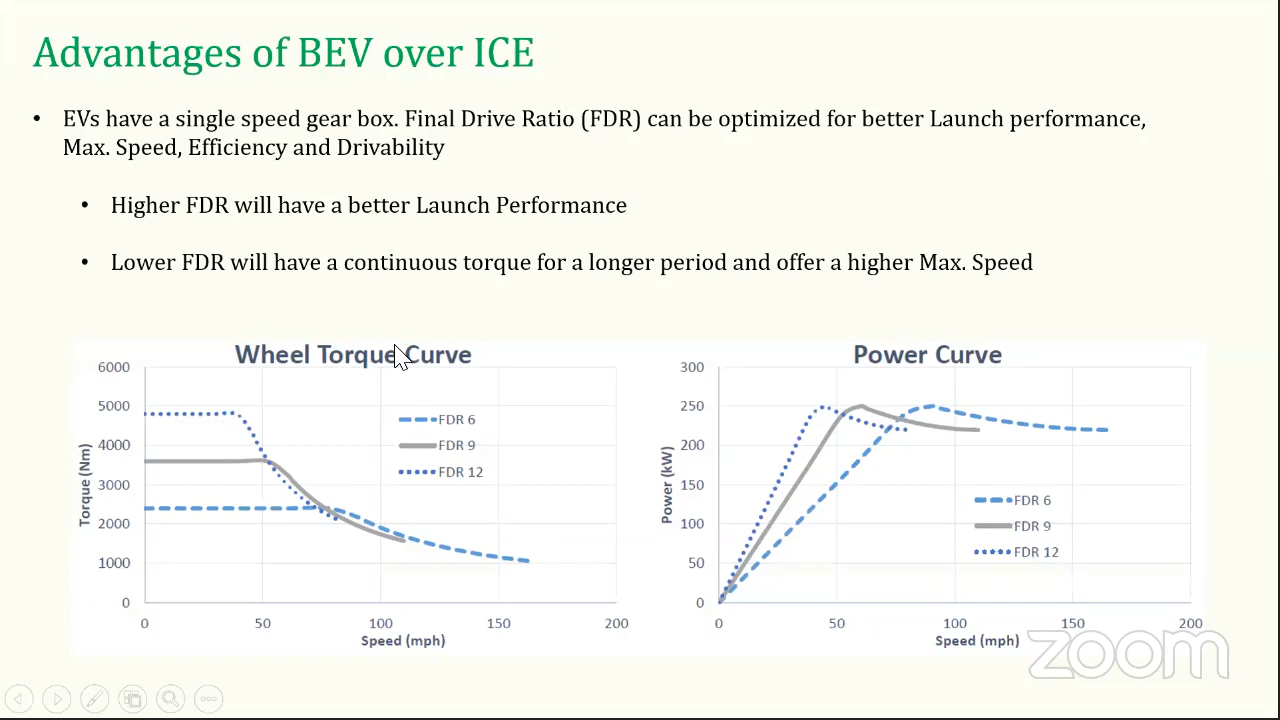 Advantages of BEV over ICE
• EVs have a single speed gear box. Final Drive Ratio (FDR) can be optimized for better Launch performance,
Max. Speed, Efficiency and Drivability
• Higher FDR will have a better Launch Performance
• Lower FDR will have a continuous torque for a longer period and offer a higher Max. Speed
Wheel Torque Curve
6000
5000
4000
3000
2000
1000
0
Torque (Nm)
FDR 6
FDR 9
FDR 12
0 50 100 150 200
Speed (mph)
Power Curve
300
250
200
150
100
50
0
Power (kW)
FDR 6
FDR 9
FDR 12
0 50 100 150 200
Speed (mph)
zoom